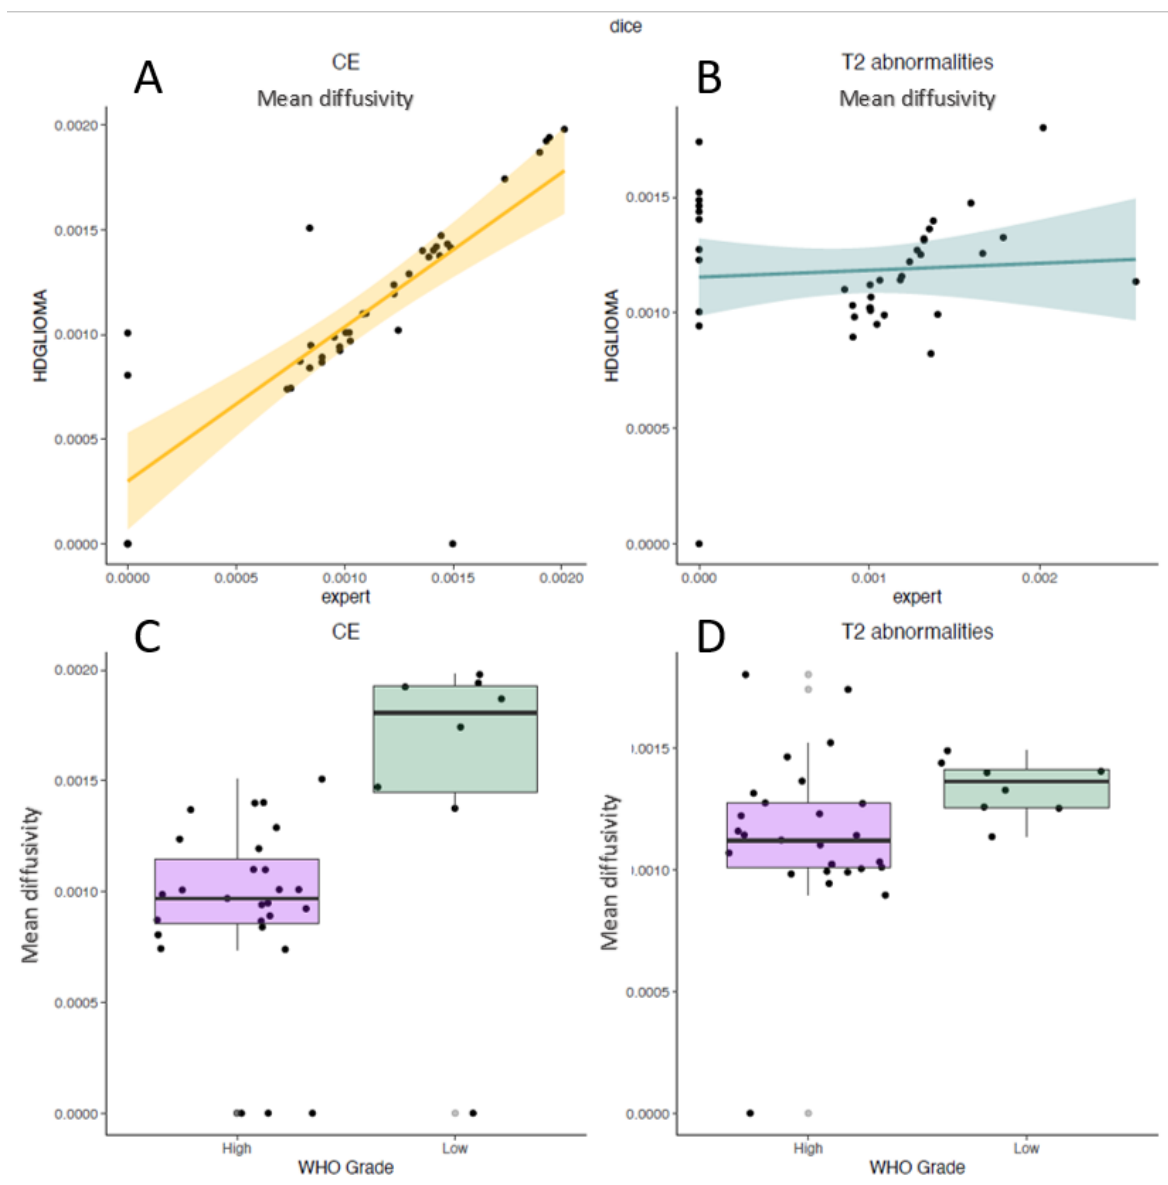 dice
A
CE
Mean diffusivity
HDGLIOMA
0.0020
0.0015
0.0010
0.0005
0.0000
0.0000 0.0005 0.0010 0.0015 0.0020
expert
B
T2 abnormalities
Mean diffusivity
HDGLIOMA
0.0015
0.0010
0.0005
0.0000
0.000 0.001 0.002
expert
C
CE
Mean diffusivity
0.0020
0.0015
0.0010
0.0005
0.0000
High Low
WHO Grade
D
T2 abnormalities
Mean diffusivity
).0015
).0010
0.0005
0.0000
High Low
WHO Grade